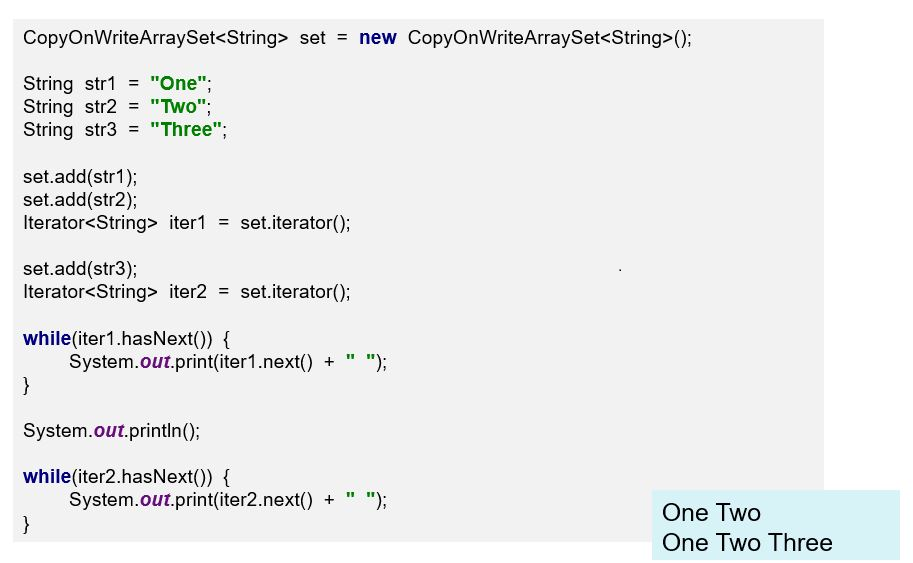 CopyOnWriteArraySet<String> set = new CopyOnWriteArraySet<String>();
String str1 = "One";
String str2 = "Two";
String str3 = "Three";
set.add(str1);
set.add(str2);
Iterator<String> iter1 = set.iterator();
set.add(str3);
Iterator<String> iter2 = set.iterator();
while(iter1.hasNext()) {
System.out.print(iter1.next() + " ");
}
System.out.println();
while(iter2.hasNext()) {
System.out.print(iter2.next() + " ");
}
One Two
One Two Three